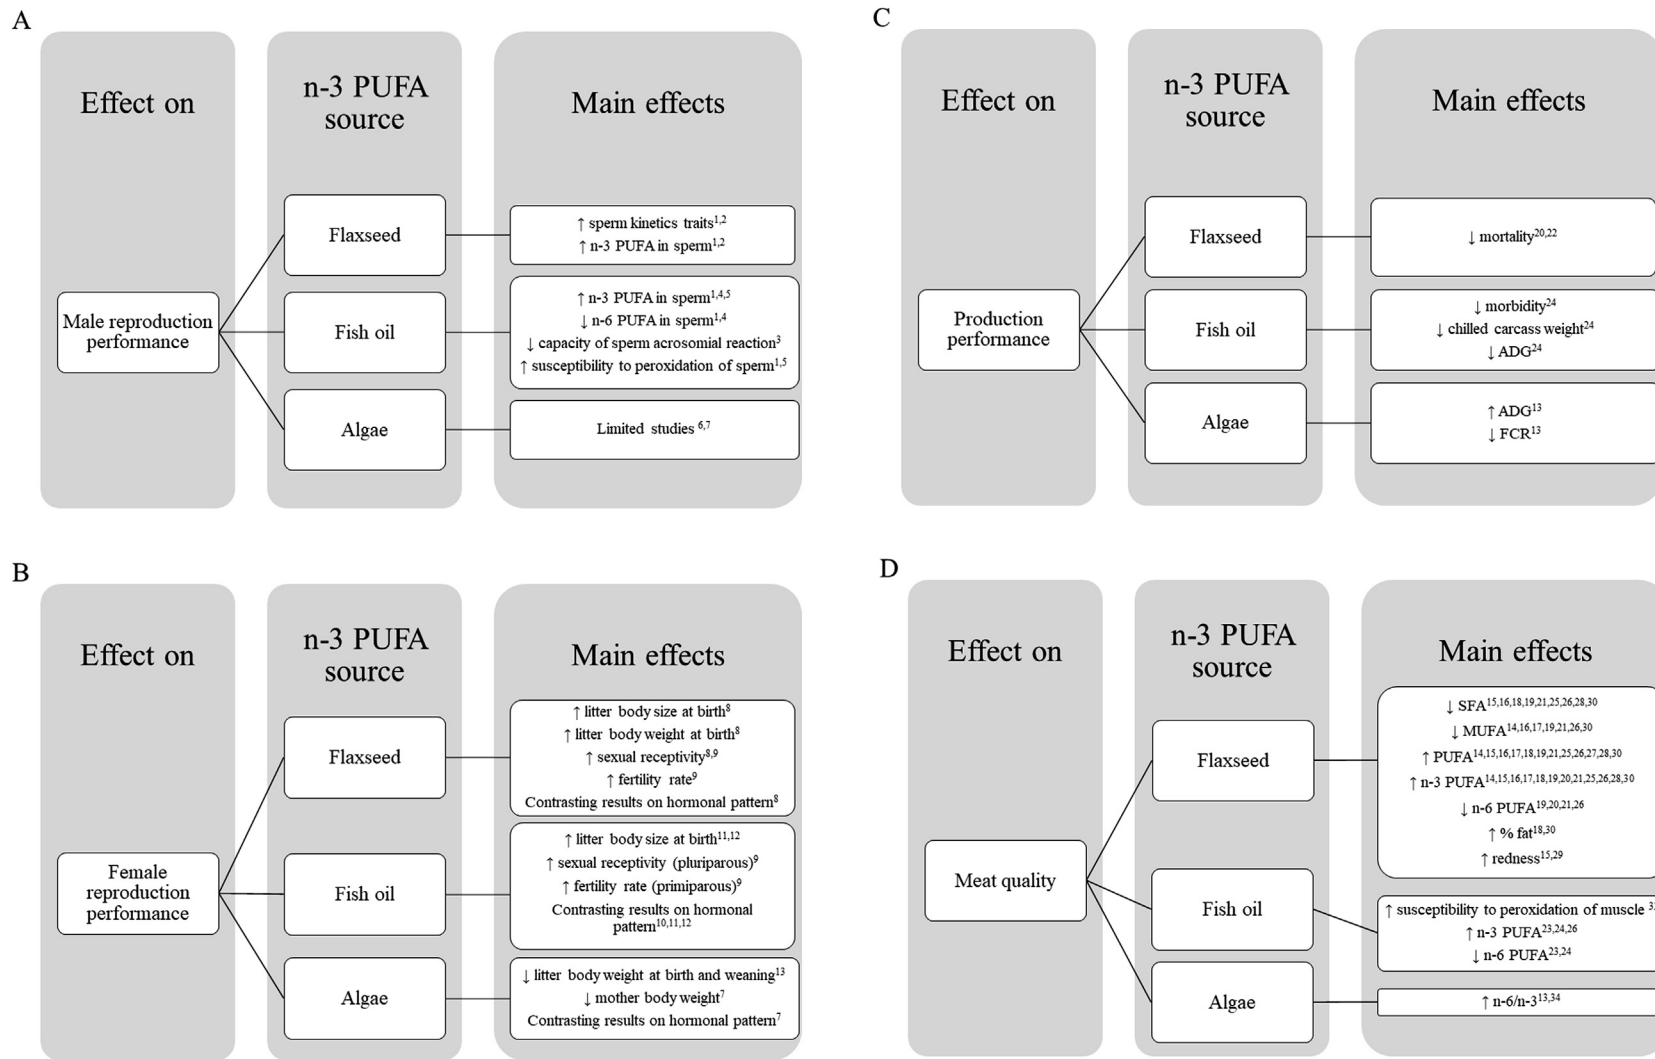 A
Effect on
n-3 PUFA
source
Main effects
Male reproduction
performance
Flaxseed
↑ sperm kinetics traits1,2
↑ n-3 PUFA in sperm1,2
Fish oil
↑ n-3 PUFA in sperm1,4,5
↓ n-6 PUFA in sperm1,4
↓ capacity of sperm acrosomial reaction3
↑ susceptibility to peroxidation of sperm1,5
Algae
Limited studies 6,7
B
Effect on
n-3 PUFA
source
Main effects
Female
reproduction
performance
Flaxseed
↑ litter body size at birth8
↑ litter body weight at birth8
↑ sexual receptivity8,9
↑ fertility rate9
Contrasting results on hormonal pattern8
Fish oil
↑ litter body size at birth11,12
↑ sexual receptivity (pluriparous)9
↑ fertility rate (primiparous)9
Contrasting results on hormonal
pattern10,11,12
Algae
↓ litter body weight at birth and weaning13
↓ mother body weight7
Contrasting results on hormonal pattern7
C
Effect on
n-3 PUFA
source
Main effects
Production
performance
Flaxseed
↓ mortality20,22
Fish oil
↓ morbidity24
↓ chilled carcass weight24
↓ ADG24
Algae
↑ ADG13
↓ FCR13
D
Effect on
n-3 PUFA
source
Main effects
Meat quality
Flaxseed
↓ SFA15,16,18,19,21,25,26,28,30
↓ MUFA14,16,17,19,21,26,30
↑ PUFA14,15,16,17,18,19,21,25,26,27,28,30
↑ n-3 PUFA14,15,16,17,18,19,20,21,25,26,28,30
↓ n-6 PUFA19,20,21,26
↑ % fat18,30
↑ redness15,29
Fish oil
↑ susceptibility to peroxidation of muscle
↑ n-3 PUFA23,24,26
↓ n-6 PUFA23,24
Algae
↑ n-6/n-313,34